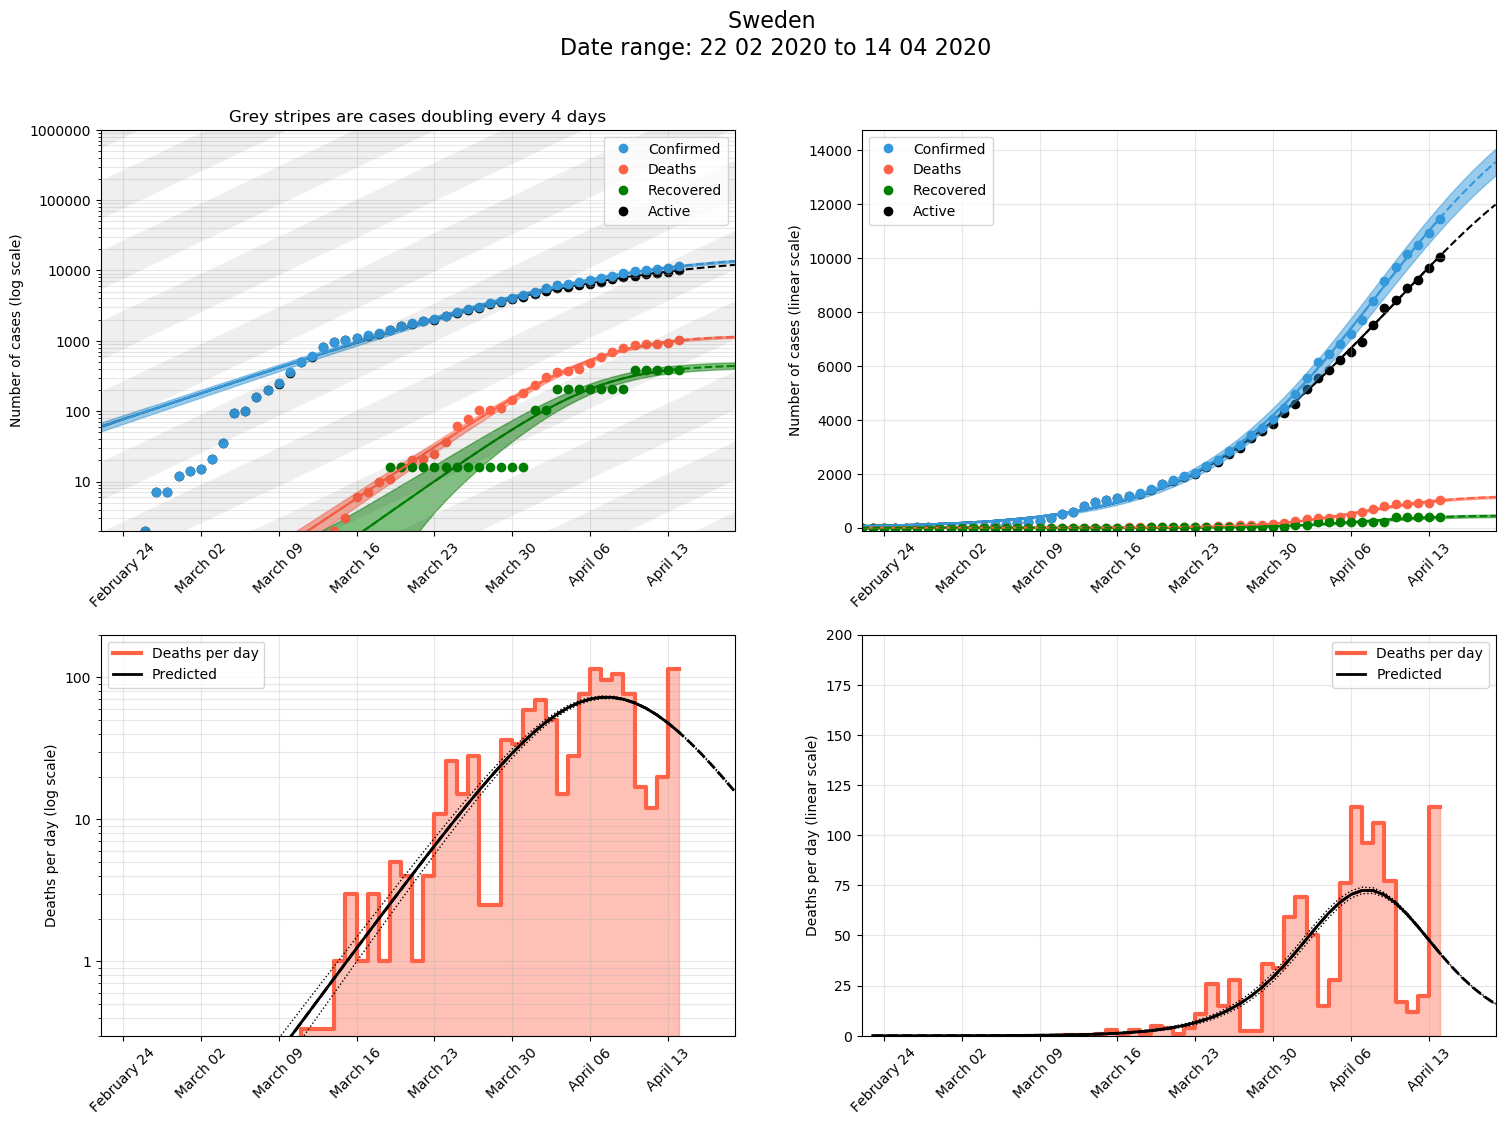 Sweden
Date range: 22 02 2020 to 14 04 2020
Grey stripes are cases doubling every 4 days
Number of cases (log scale)
1000000
100000
10000
1000
100
10
Confirmed
Deaths
Recovered
Active
February 24
March 02
March 09
March 16
March 23
March 30
April 06
April 13
Number of cases (linear scale)
14000
12000
10000
8000
6000
4000
2000
0
Confirmed
Deaths
Recovered
Active
February 24
March 02
March 09
March 16
March 23
March 30
April 06
April 13
Deaths per day (log scale)
100
10
1
Deaths per day
Predicted
February 24
March 02
March 09
March 16
March 23
March 30
April 06
April 13
Deaths per day (linear scale)
200
175
150
125
100
75
50
25
0
Deaths per day
Predicted
February 24
March 02
March 09
March 16
March 23
March 30
April 06
April 13